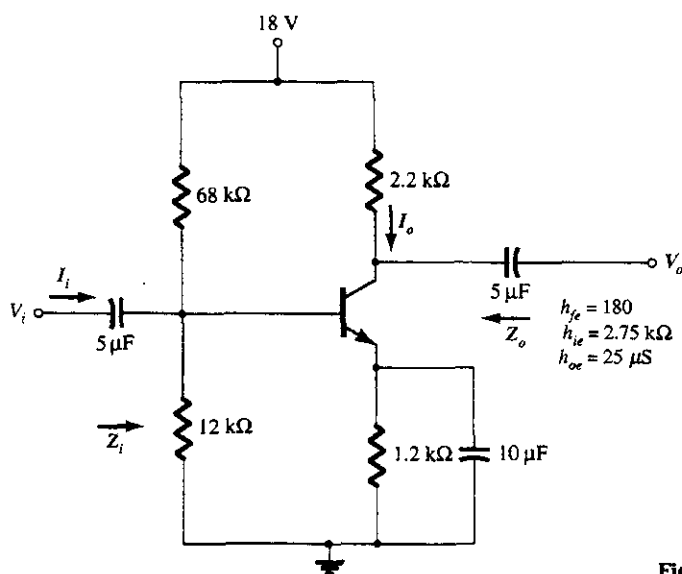 18 V
68 kΩ
2.2 kΩ
I_o
I_i
V_i
5 μF
5 μF
V_o
Z_o
h_fe = 180
h_ie = 2.75 kΩ
h_oe = 25 μS
Z_i
12 kΩ
1.2 kΩ
10 μF
Fig